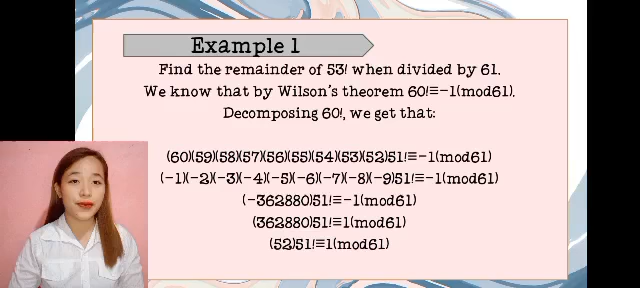 Example 1
Find the remainder of 53! when divided by 61.
We know that by Wilson's theorem 60!≡-1(mod61).
Decomposing 60!, we get that:
(60)(59)(58)(57)(56)(55)(54)(53)(52)51!≡-1(mod61)
(-1)(-2)(-3)(-4)(-5)(-6)(-7)(-8)(-9)51!≡-1(mod61)
(-362880)51!≡-1(mod61)
(362880)51!≡1(mod61)
(52)51!≡1(mod61)